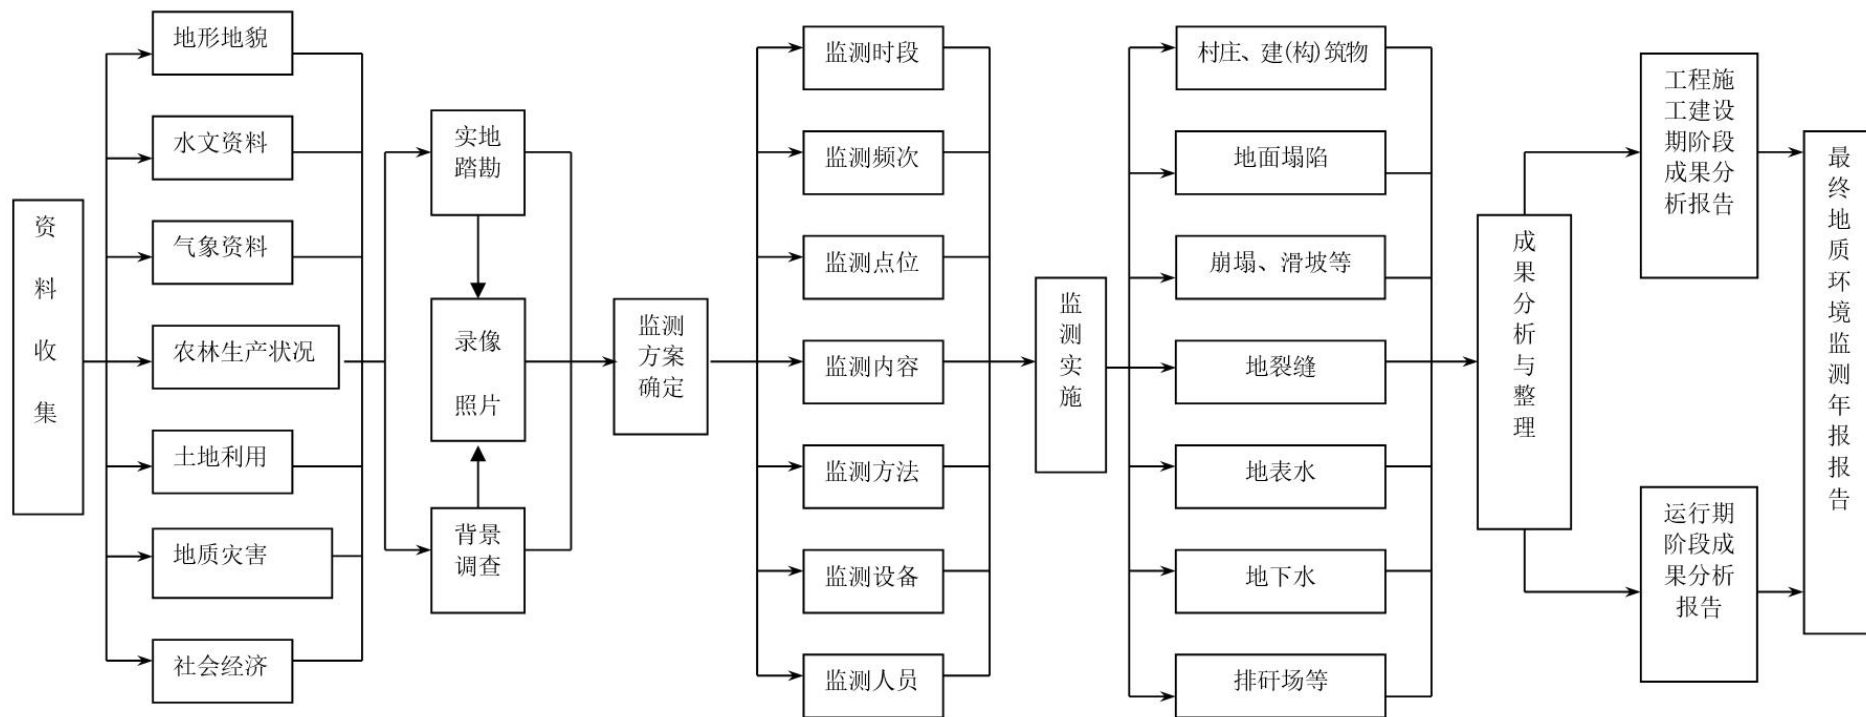 资料收集
地形地貌
水文资料
气象资料
农林生产状况
土地利用
地质灾害
社会经济
实地
踏勘
录像
照片
背景
调查
监测
方案
确定
监测时段
监测频次
监测点位
监测内容
监测方法
监测设备
监测人员
监测实施
村庄、建(构)筑物
地面塌陷
崩塌、滑坡等
地裂缝
地表水
地下水
排矸场等
成果分析与整理
工程施
工建设
期阶段
成果分
析报告
运行期
阶段成
果分析
报告
最终地质环境监测年报报告